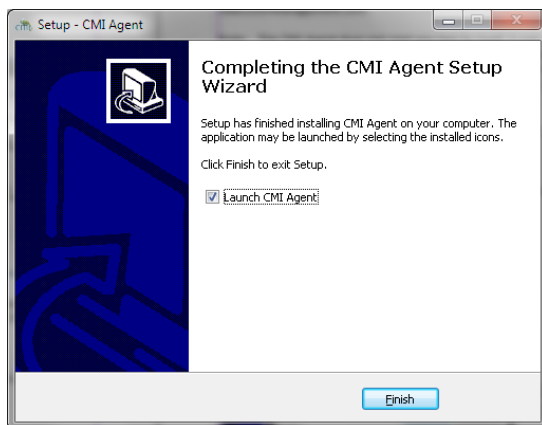 Setup - CMI Agent
Completing the CMI Agent Setup
Wizard
Setup has finished installing CMI Agent on your computer. The
application may be launched by selecting the installed icons.
Click Finish to exit Setup.
Launch CMI Agent
Finish